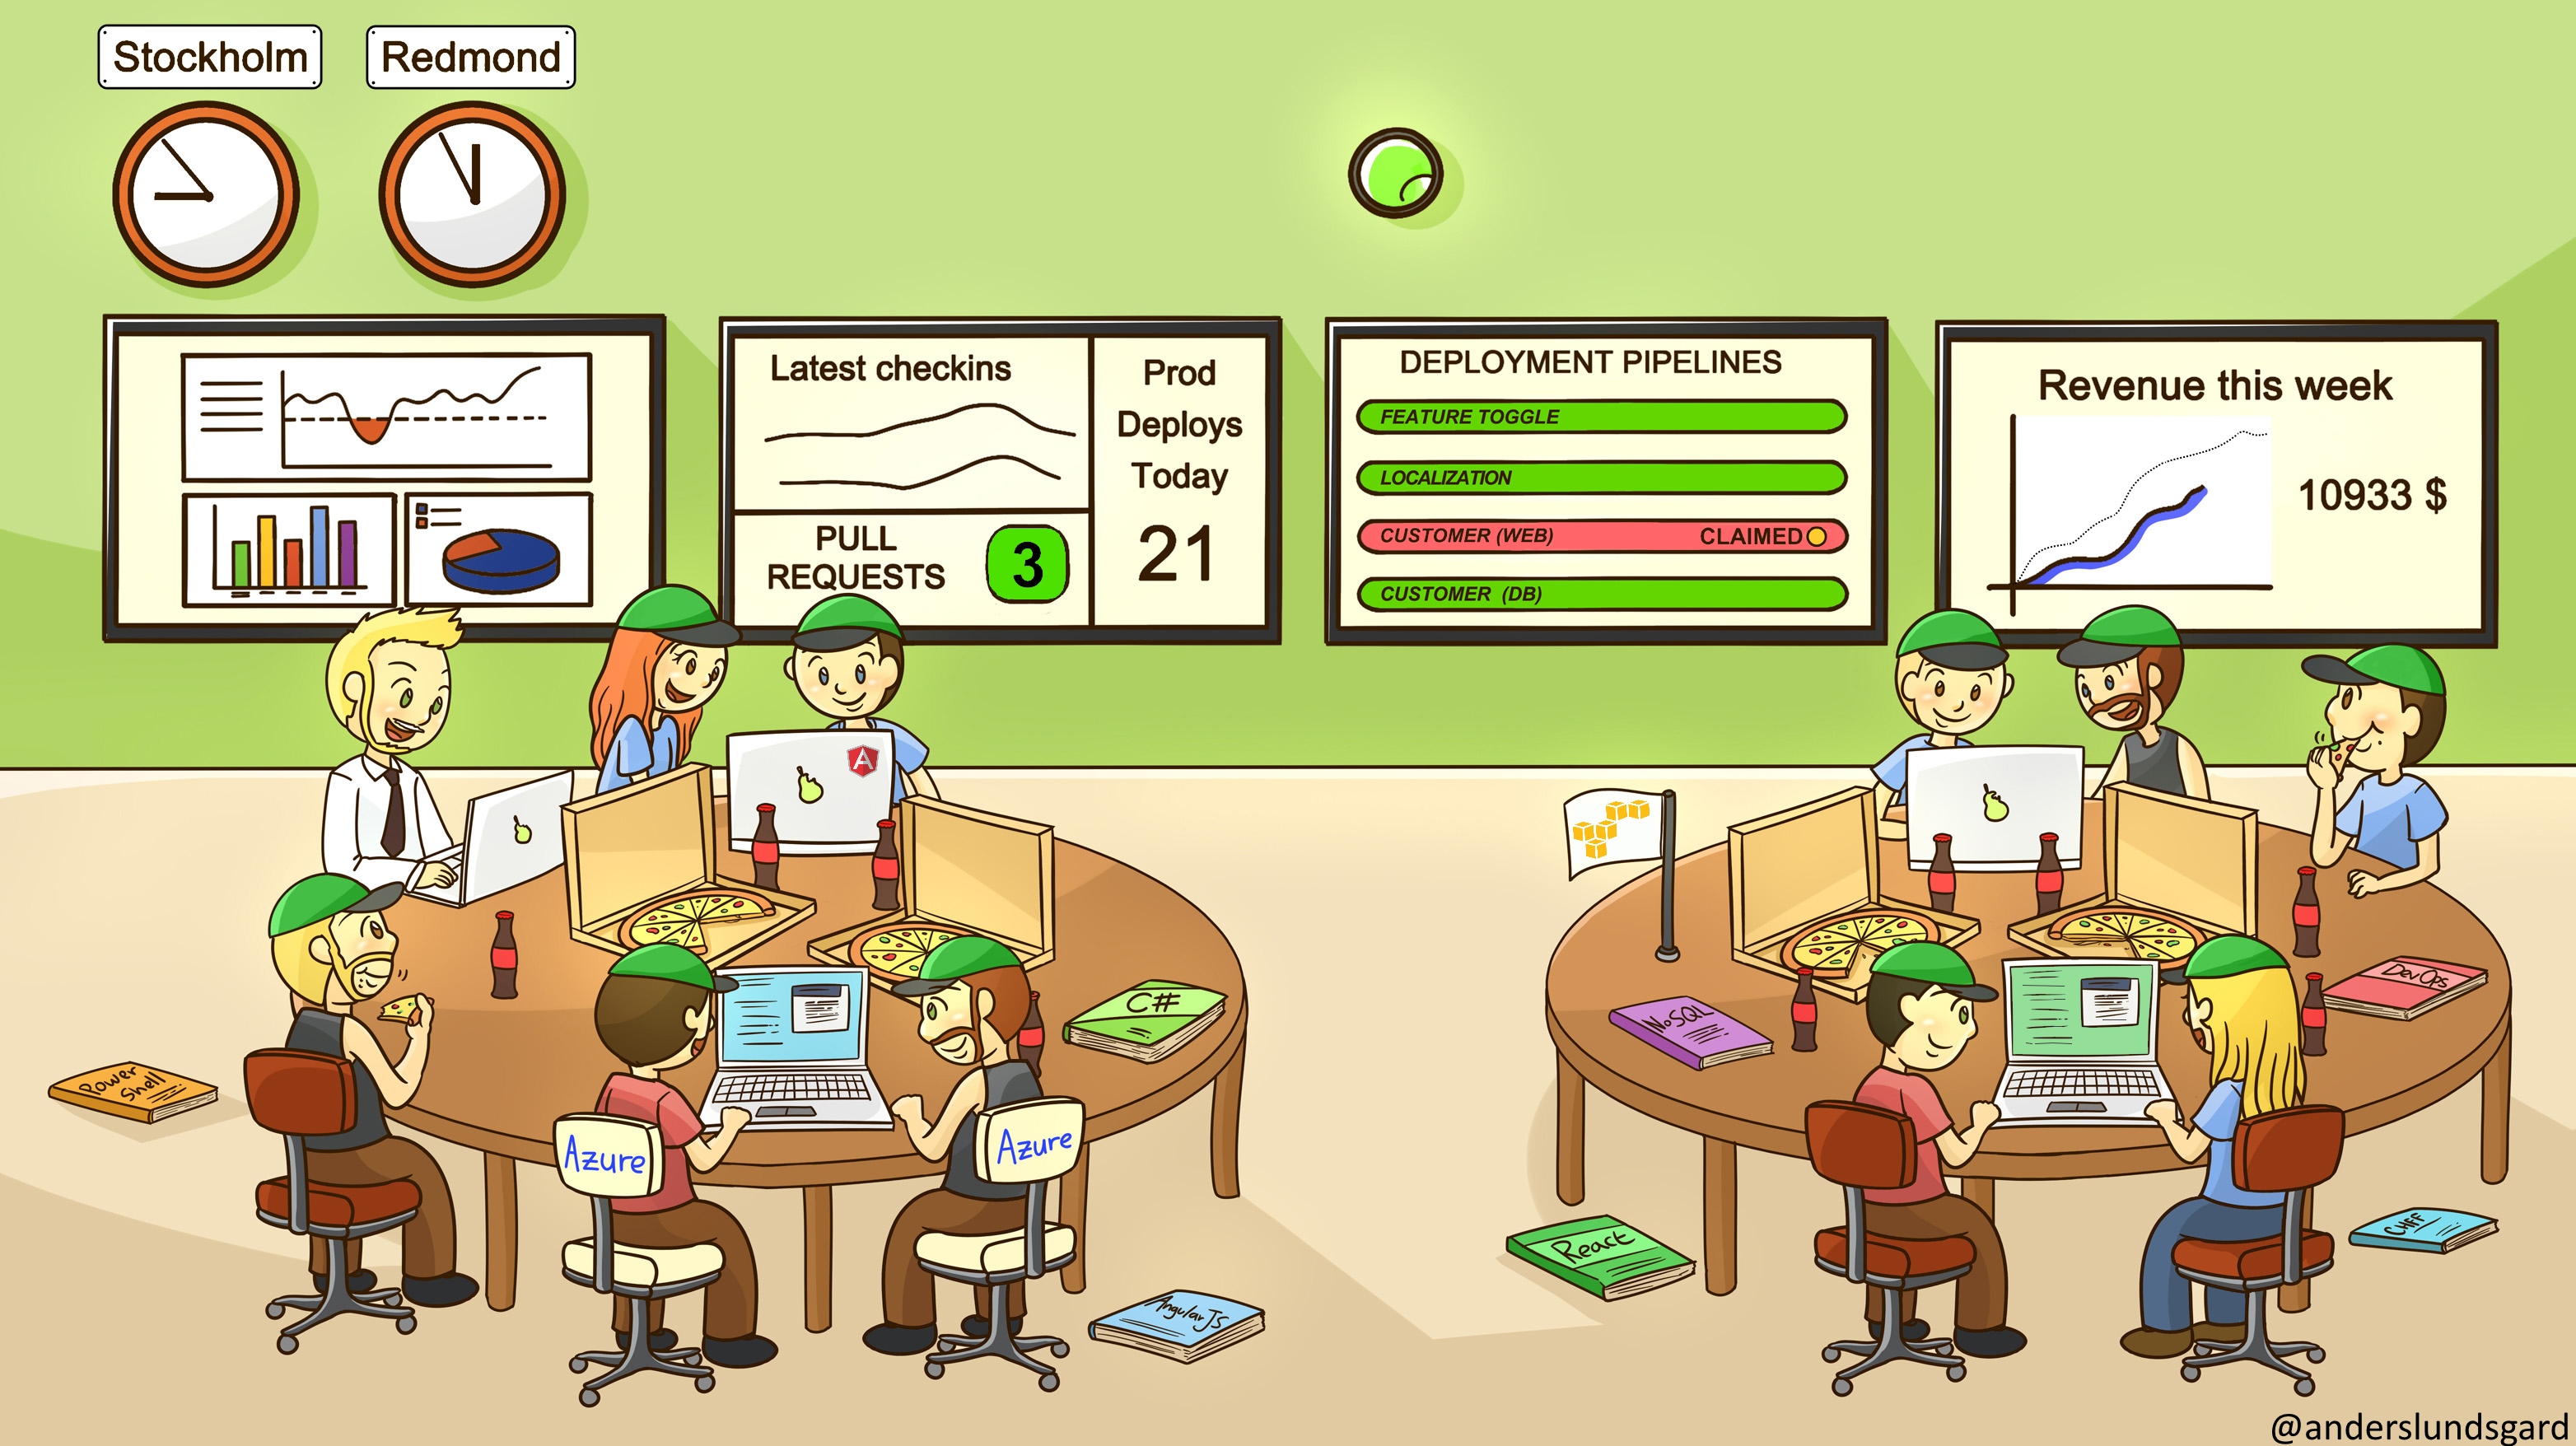 Stockholm
Redmond
Latest checkins
PULL
REQUESTS
3
Prod
Deploys
Today
21
DEPLOYMENT PIPELINES
FEATURE TOGGLE
LOCALIZATION
CUSTOMER (WEB)
CLAIMED
CUSTOMER (DB)
Revenue this week
10933 $
A
C#
Power
Shell
Azure
Azure
AngularJS
NoSQL
DevOps
React
@anderslundsgard